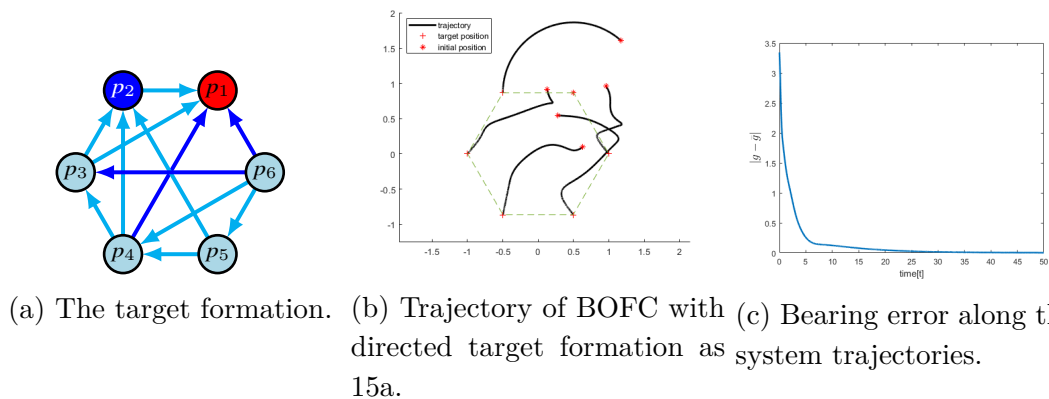 p1
p2
p3
p4
p5
p6
(a) The target formation.
2
1.5
1
0.5
0
-0.5
-1
-1.5
-1
-0.5
0
0.5
1
1.5
2
trajectory
target position
initial position
(b) Trajectory of BOFC with
directed target formation as
15a.
3.5
3
2.5
2
1.5
1
0.5
0
0
5
10
15
20
25
30
35
40
45
50
time[t]
(c) Bearing error along th
system trajectories.